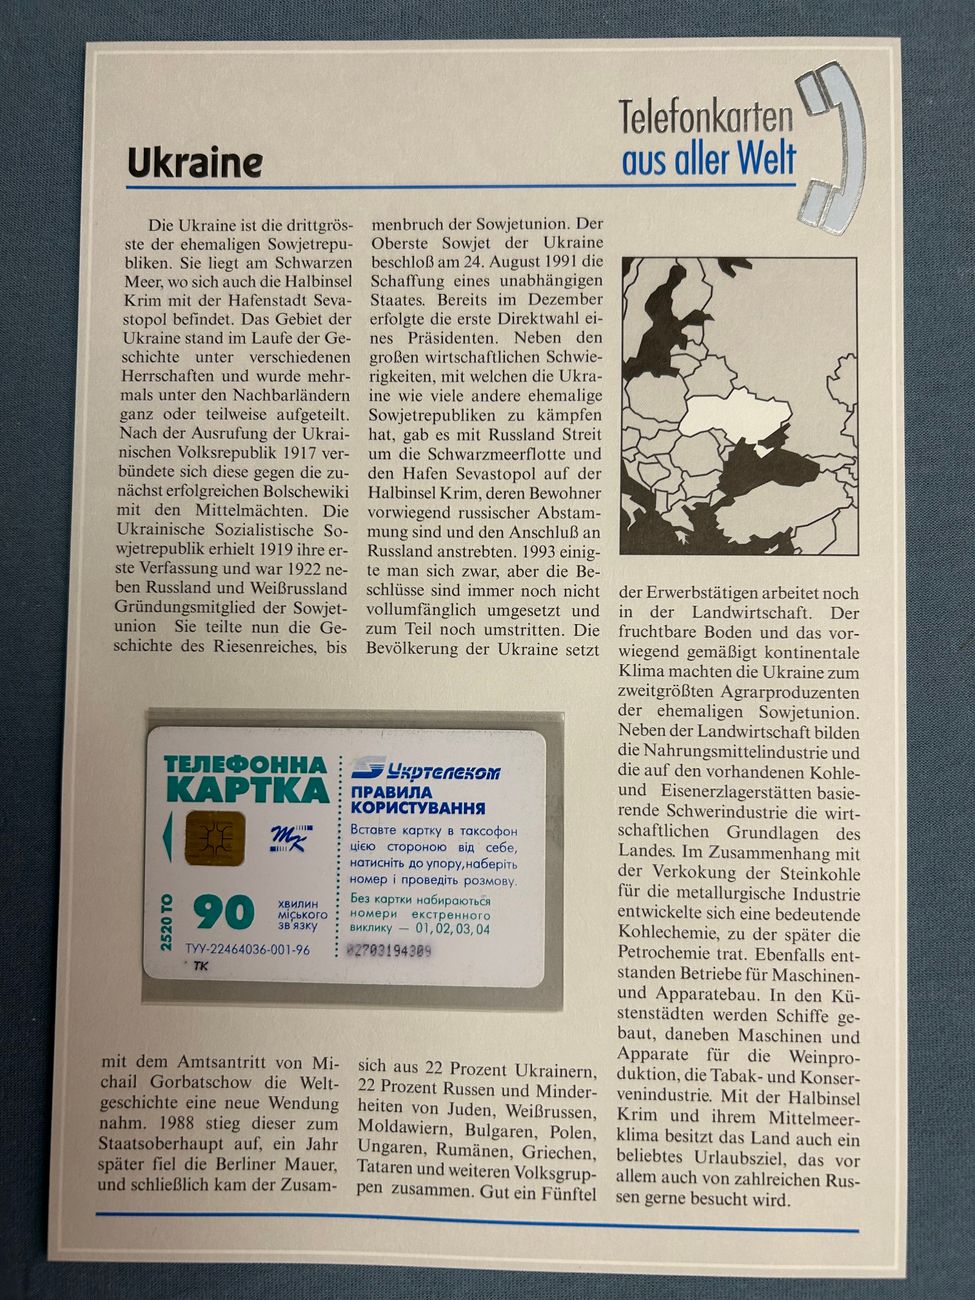 Telefonkarten
aus aller Welt
Ukraine
Die Ukraine ist die drittgrös-
ste der ehemaligen Sowjetrepu-
bliken. Sie liegt am Schwarzen
Meer, wo sich auch die Halbinsel
Krim mit der Hafenstadt Seva-
stopol befindet. Das Gebiet der
Ukraine stand im Laufe der Ge-
schichte unter verschiedenen
Herrschaften und wurde mehr-
mals unter den Nachbarländern
ganz oder teilweise aufgeteilt.
Nach der Ausrufung der Ukrai-
nischen Volksrepublik 1917 ver-
bündete sich diese gegen die zu-
nächst erfolgreichen Bolschewiki
mit den Mittelmächten. Die
Ukrainische Sozialistische So-
wjetrepublik erhielt 1919 ihre er-
ste Verfassung und war 1922 ne-
ben Russland und Weißrussland
Gründungsmitglied der Sowjet-
union Sie teilte nun die Ge-
schichte des Riesenreiches, bis
mit dem Amtsantritt von Mi-
chail Gorbatschow die Welt-
geschichte eine neue Wendung
nahm. 1988 stieg dieser zum
Staatsoberhaupt auf, ein Jahr
später fiel die Berliner Mauer,
und schließlich kam der Zusam-
menbruch der Sowjetunion. Der
Oberste Sowjet der Ukraine
beschloß am 24. August 1991 die
Schaffung eines unabhängigen
Staates. Bereits im Dezember
erfolgte die erste Direktwahl ei-
nes Präsidenten. Neben den
großen wirtschaftlichen Schwie-
rigkeiten, mit welchen die Ukra-
ine wie viele andere ehemalige
Sowjetrepubliken zu kämpfen
hat, gab es mit Russland Streit
um die Schwarzmeerflotte und
den Hafen Sevastopol auf der
Halbinsel Krim, deren Bewohner
vorwiegend russischer Abstam-
mung sind und den Anschluß an
Russland anstrebten. 1993 einig-
te man sich zwar, aber die Be-
schlüsse sind immer noch nicht
vollumfänglich umgesetzt und
zum Teil noch umstritten. Die
Bevölkerung der Ukraine setzt
sich aus 22 Prozent Ukrainern,
22 Prozent Russen und Minder-
heiten von Juden, Weißrussen,
Moldawiern, Bulgaren, Polen,
Ungaren, Rumänen, Griechen,
Tataren und weiteren Volksgrup-
pen zusammen. Gut ein Fünftel
der Erwerbstätigen arbeitet noch
in der Landwirtschaft. Der
fruchtbare Boden und das vor-
wiegend gemäßigt kontinentale
Klima machten die Ukraine zum
zweitgrößten Agrarproduzenten
der ehemaligen Sowjetunion.
Neben der Landwirtschaft bilden
die Nahrungsmittelindustrie und
die auf den vorhandenen Kohle-
und Eisenerzlagerstätten basie-
rende Schwerindustrie die wirt-
schaftlichen Grundlagen des
Landes. Im Zusammenhang mit
der Verkokung der Steinkohle
für die metallurgische Industrie
entwickelte sich eine bedeutende
Kohlechemie, zu der später die
Petrochemie trat. Ebenfalls ent-
standen Betriebe für Maschinen-
und Apparatebau. In den Kü-
stenstädten werden Schiffe ge-
baut, daneben Maschinen und
Apparate für die Weinpro-
duktion, die Tabak- und Konser-
venindustrie. Mit der Halbinsel
Krim und ihrem Mittelmeer-
klima besitzt das Land auch ein
beliebtes Urlaubsziel, das vor
allem auch von zahlreichen Rus-
sen gerne besucht wird.
ТЕЛЕФОННА
КАРТКА
МК
2520 ТО
90
хвилин
міського
зв'язку
ТУУ-22464036-001-96
ТК
Укртелеком
ПРАВИЛА
КОРИСТУВАННЯ
Вставте картку в таксофон
цією стороною від себе,
натисніть до упору,наберіть
номер і проведіть розмову.
Без картки набираються
номери екстренного
виклику — 01,02,03,04
02703194309